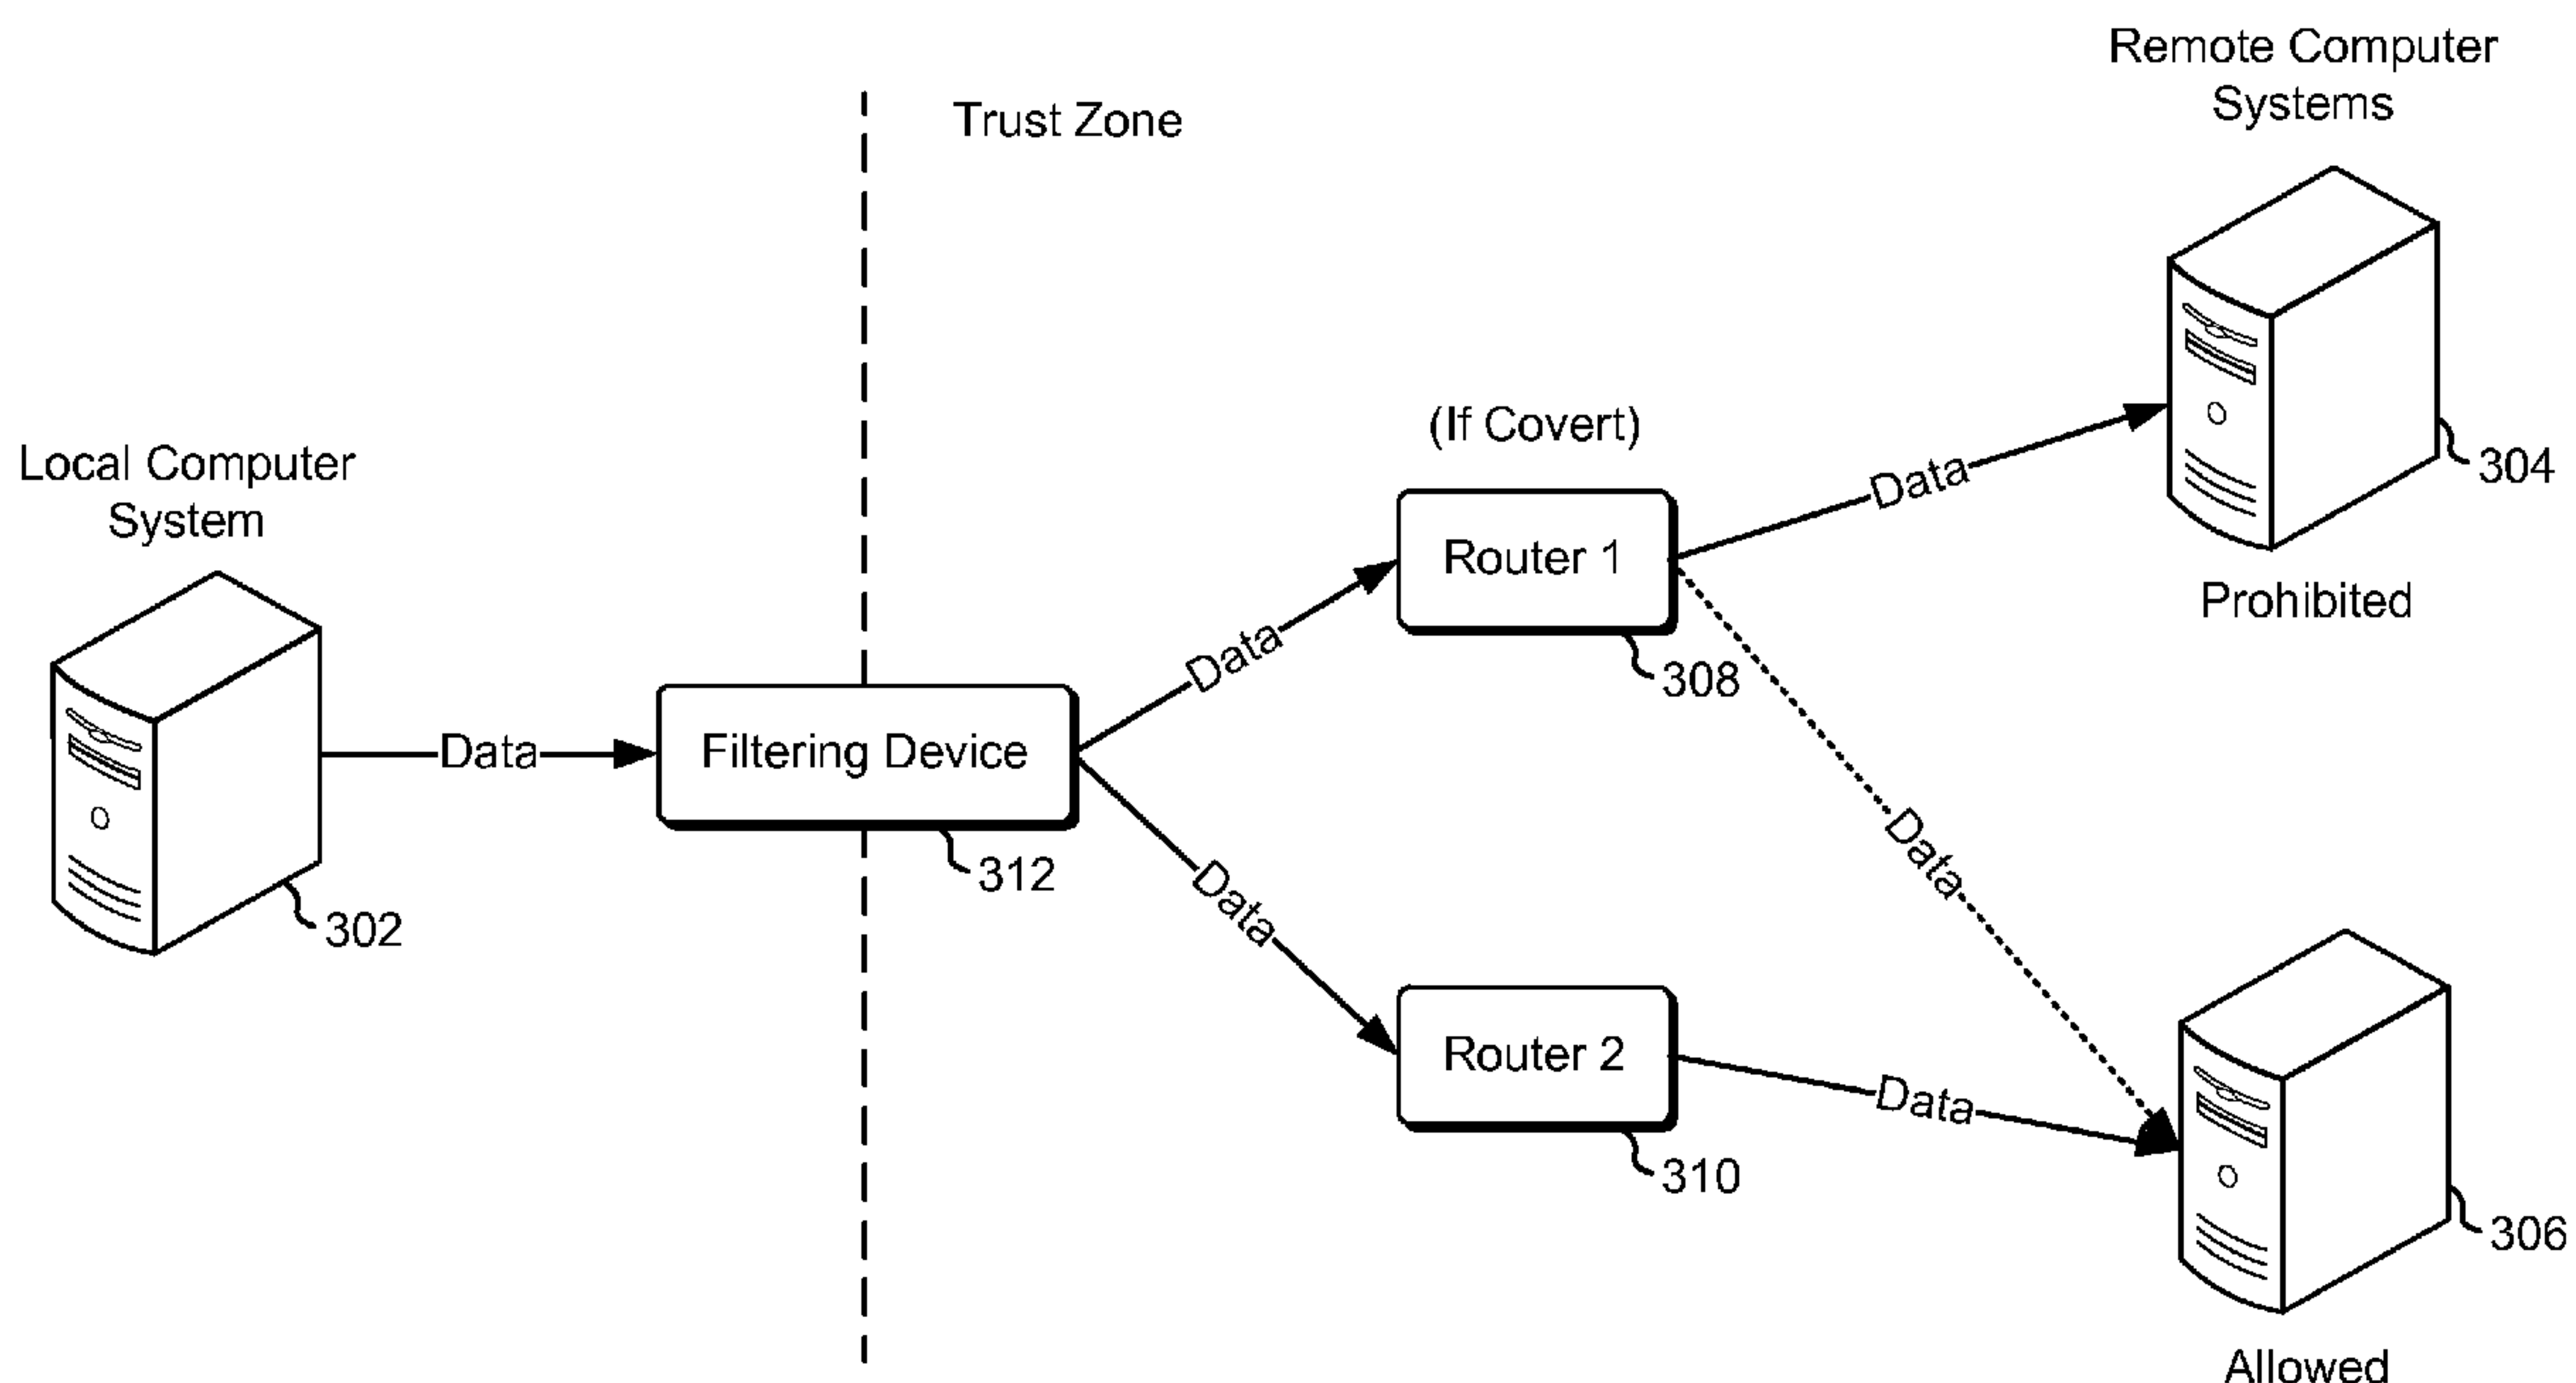 Remote Computer
Systems
Trust Zone
(If Covert)
Local Computer
System
Data
304
Router 1
Prohibited
Data
308
Data
Filtering Device
Data
312
Data
302
Router 2
Data
310
306
Allowed